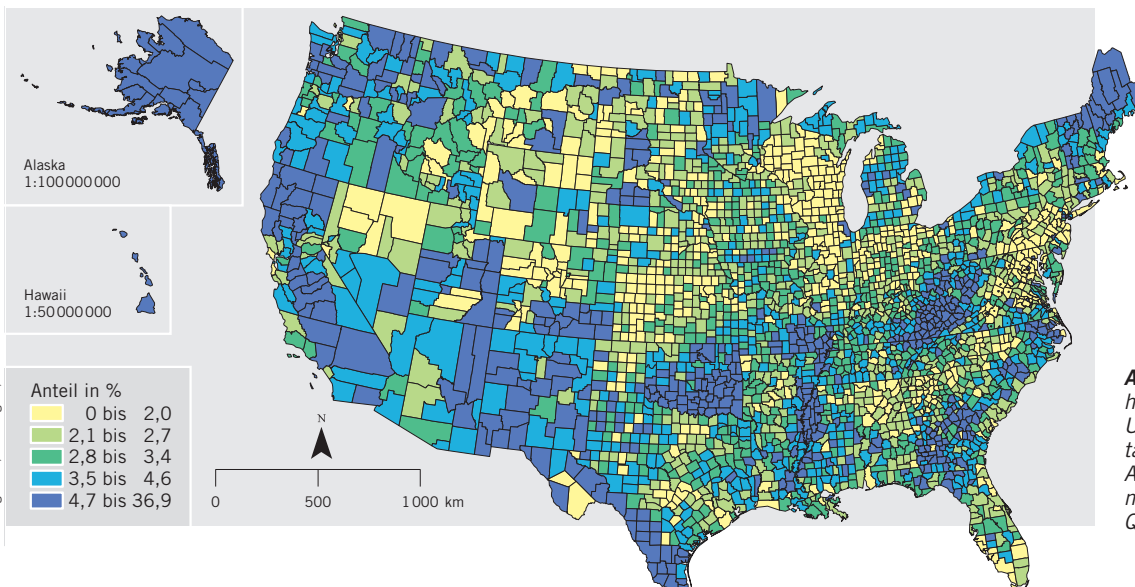 Alaska
1:100000000
Hawaii
1:50000000
Anteil in %
0 bis 2,0
2,1 bis 2,7
2,8 bis 3,4
3,5 bis 4,6
4,7 bis 36,9
N
0 500 1000 km